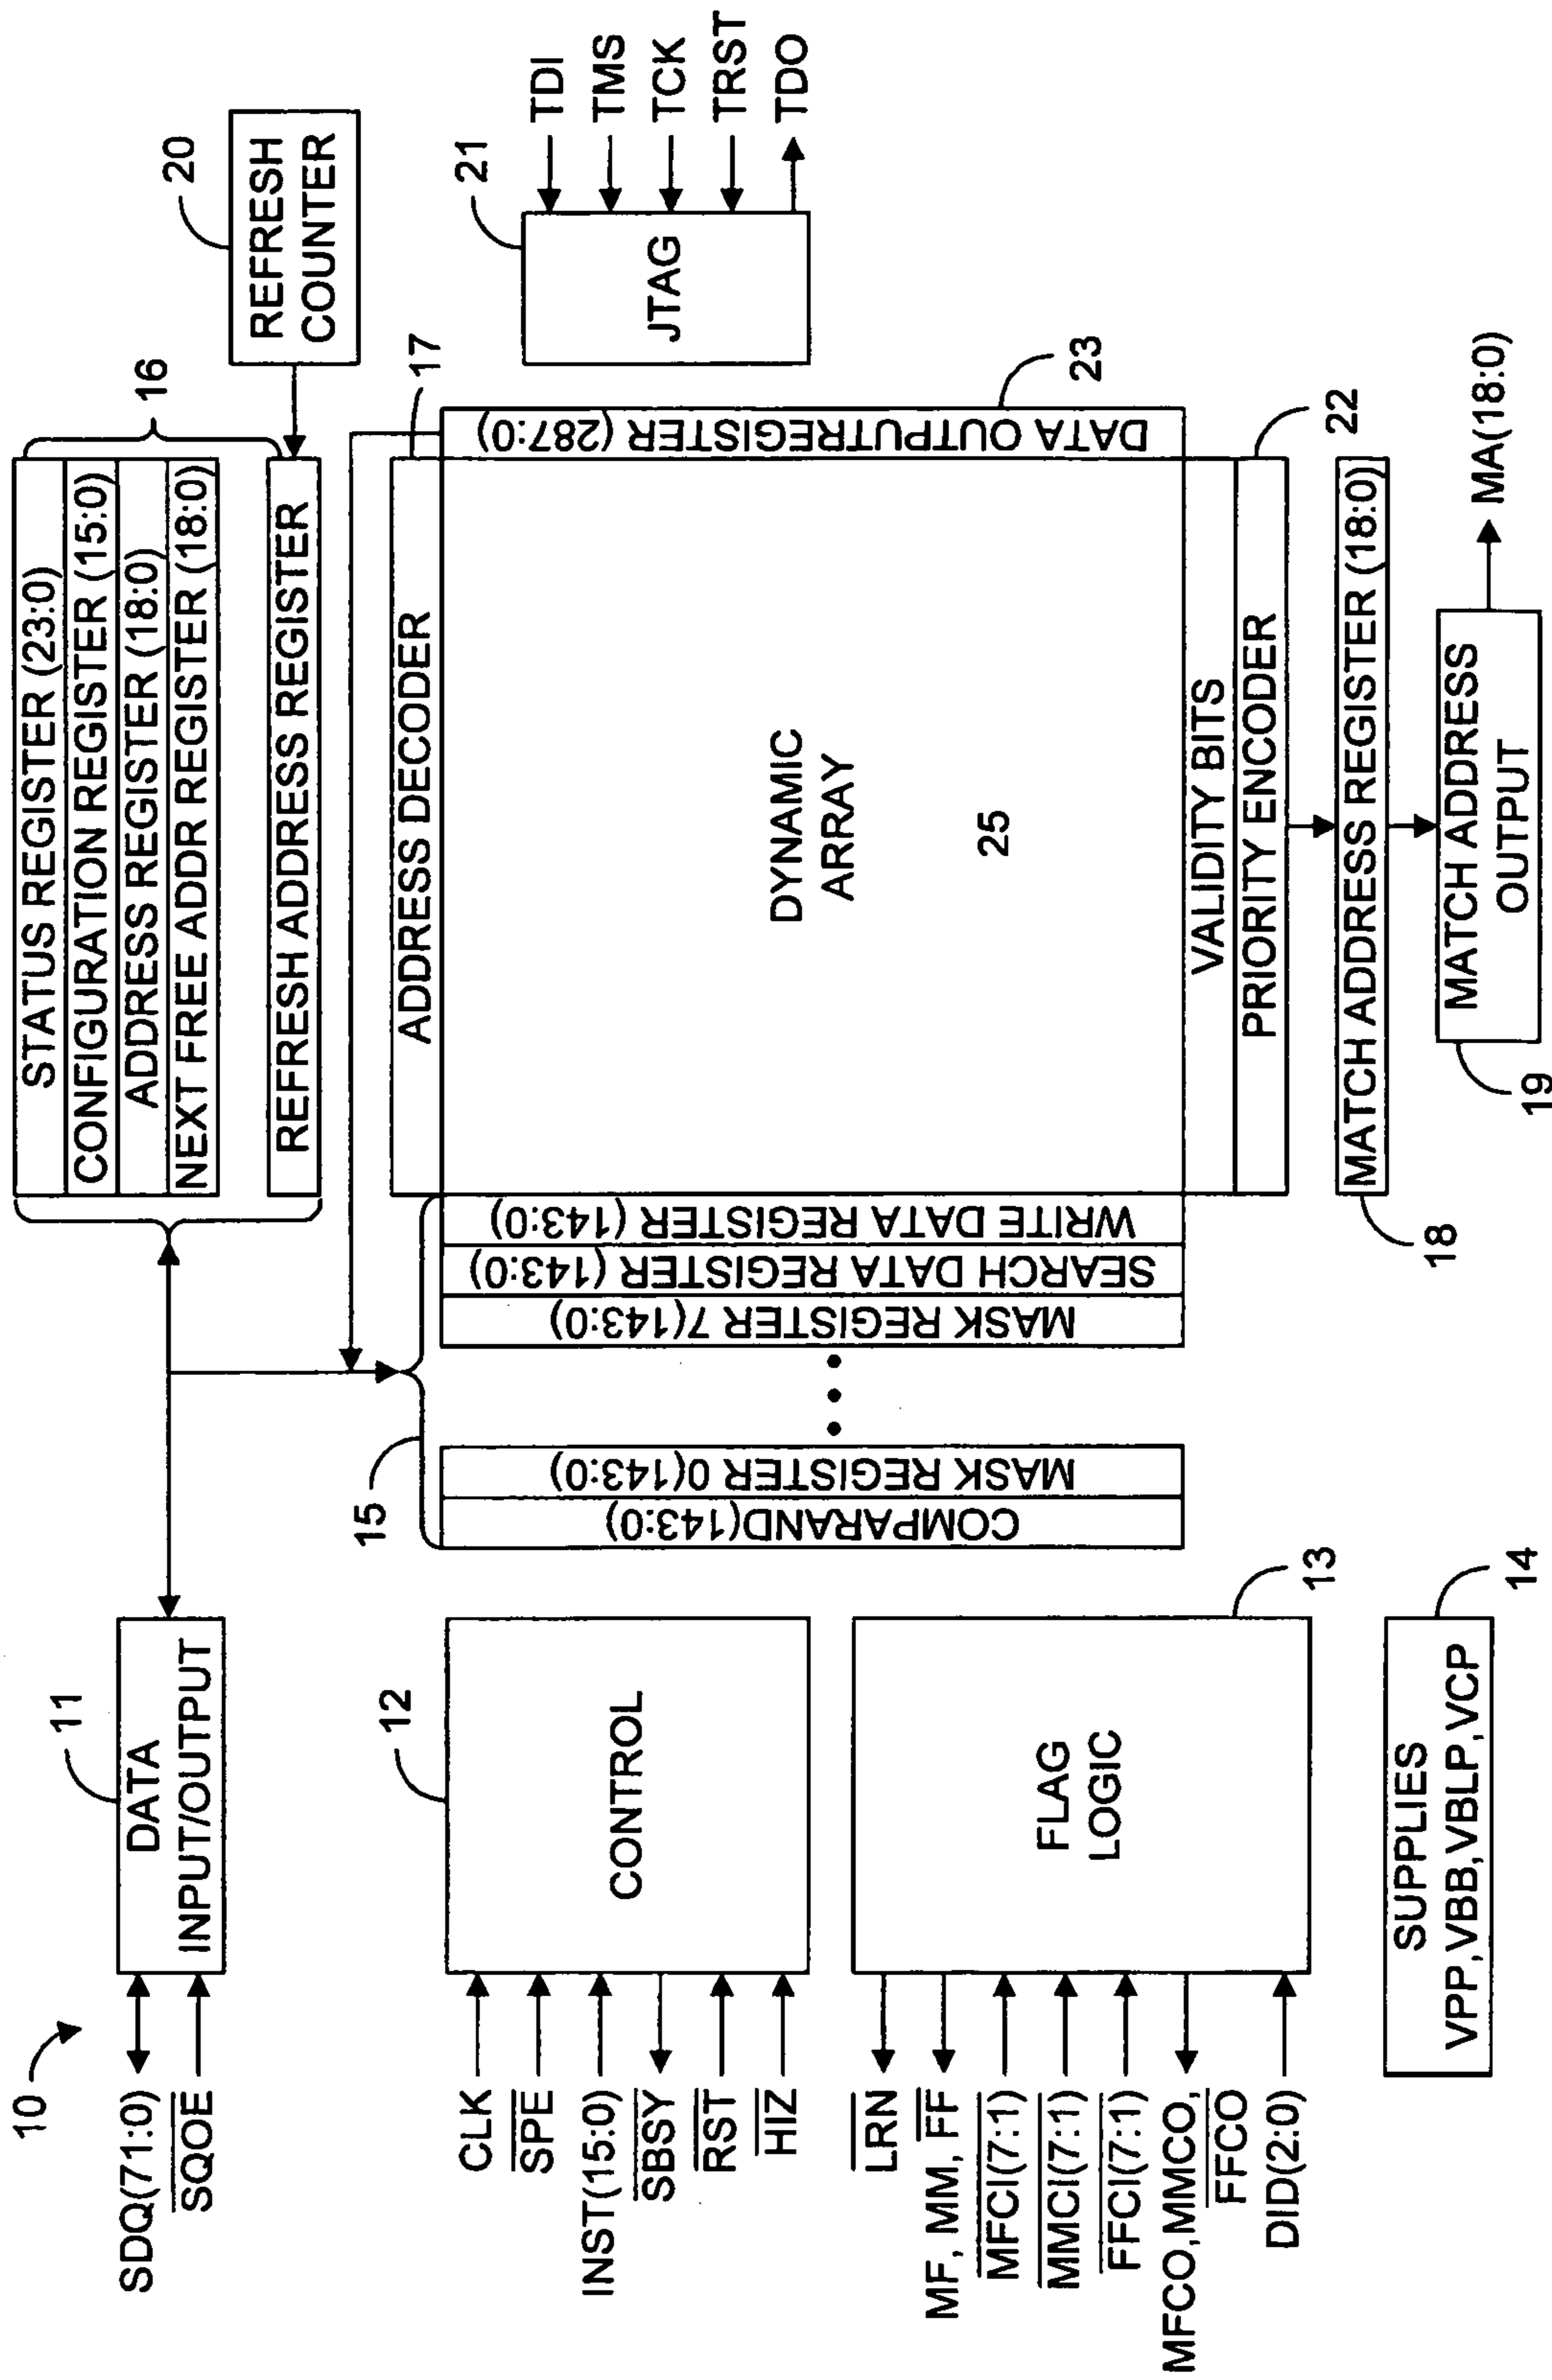 10
SDQ(71:0)
SQOE
11
DATA
INPUT/OUTPUT
STATUS REGISTER (23:0)
CONFIGURATION REGISTER (15:0)
ADDRESS REGISTER (18:0)
NEXT FREE ADDR REGISTER (18:0)
REFRESH ADDRESS REGISTER
16
20
REFRESH
COUNTER
CLK
SPE
INST(15:0)
SBSY
RST
HIZ
12
CONTROL
15
COMPARAND(143:0)
MASK REGISTER 0(143:0)
MASK REGISTER 7(143:0)
SEARCH DATA REGISTER (143:0)
WRITE DATA REGISTER (143:0)
ADDRESS DECODER
17
DYNAMIC
ARRAY
25
DATA OUTPUTREGISTER (287:0)
23
VALIDITY BITS
PRIORITY ENCODER
22
21
JTAG
TDI
TMS
TCK
TRST
TDO
LRN
MF, MM, FF
MFCI(7:1)
MMCI(7:1)
FFCI(7:1)
MFCO,MMCO,
FFCO
DID(2:0)
FLAG
LOGIC
13
18
MATCH ADDRESS REGISTER (18:0)
19
MATCH ADDRESS
OUTPUT
MA(18:0)
SUPPLIES
VPP,VBB,VBLP,VCP
14